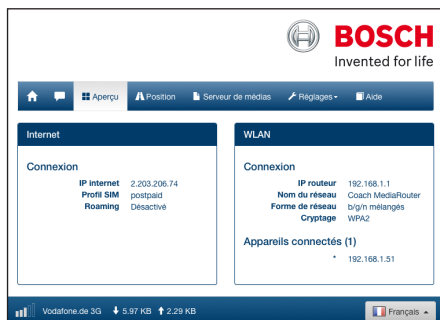 BOSCH
Invented for life
Aperçu Position Serveur de médias Réglages Aide
Internet
Connexion
IP internet 2.203.206.74
Profil SIM postpaid
Roaming Désactivé
WLAN
Connexion
IP routeur 192.168.1.1
Nom du réseau Coach MediaRouter
Forme de réseau b/g/n mélangés
Cryptage WPA2
Appareils connectés (1)
* 192.168.1.51
Vodafone.de 3G 5.97 KB 2.29 KB
Français